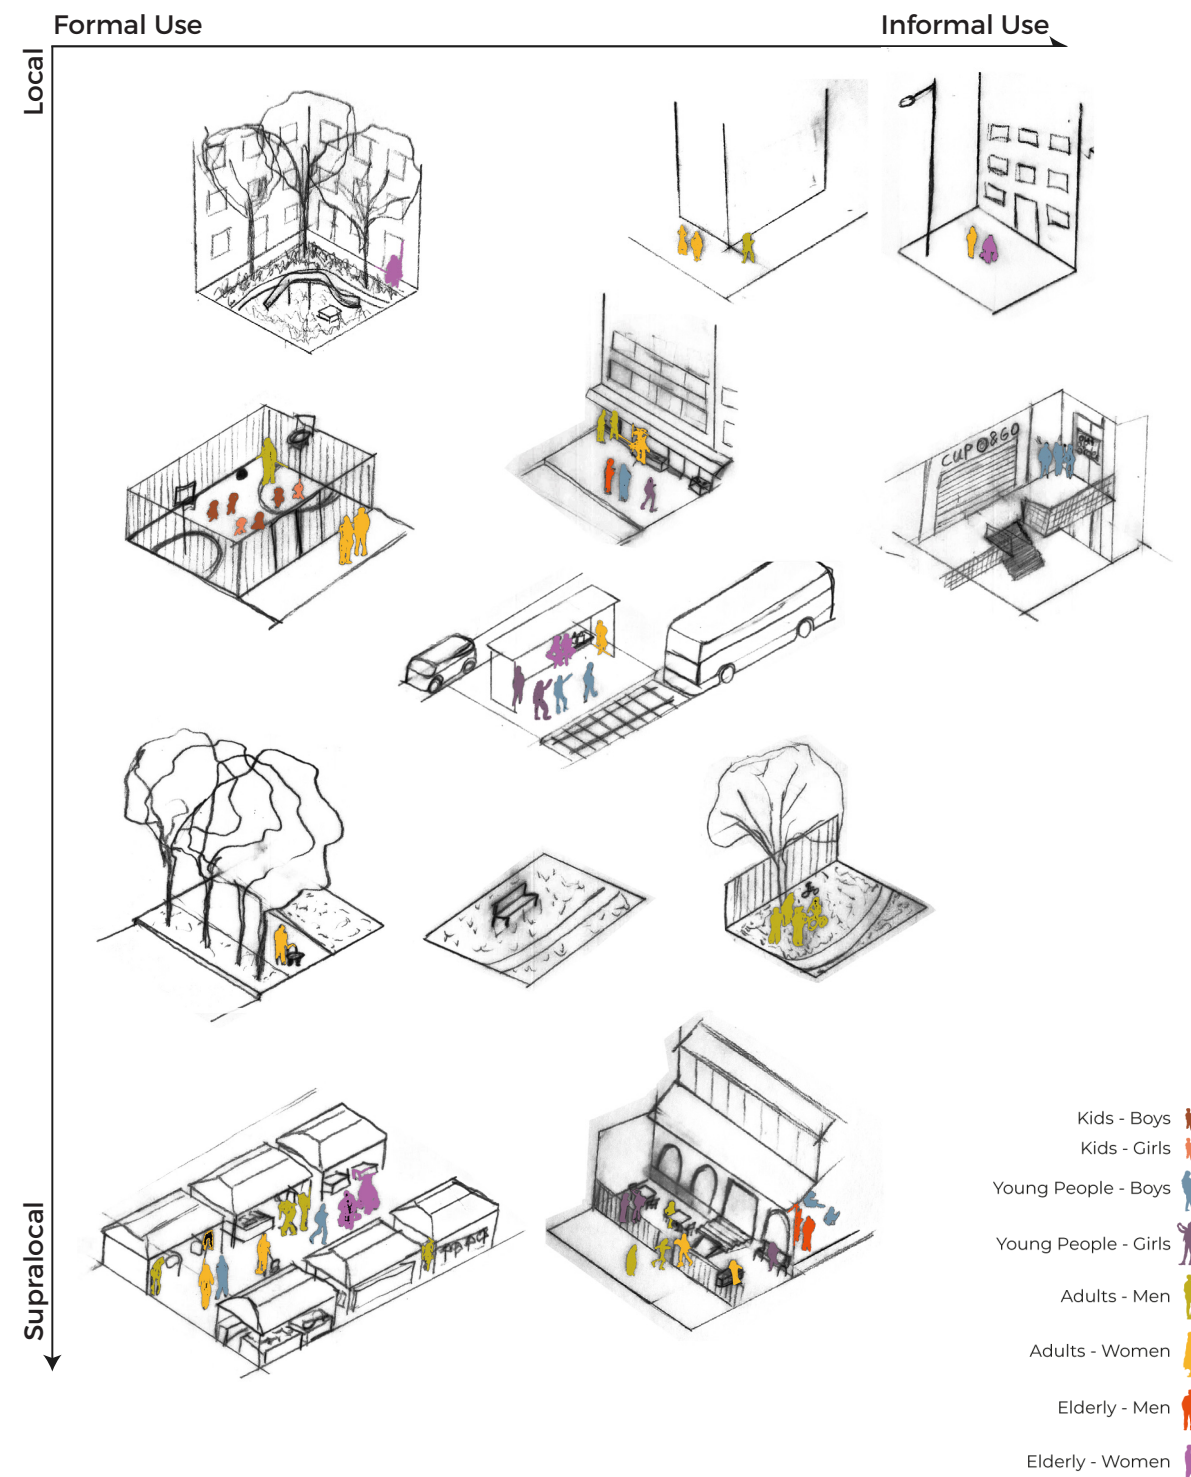 Formal Use
Informal Use
Local
CUP&GO
Supralocal
Kids - Boys
Kids - Girls
Young People - Boys
Young People - Girls
Adults - Men
Adults - Women
Elderly - Men
Elderly - Women